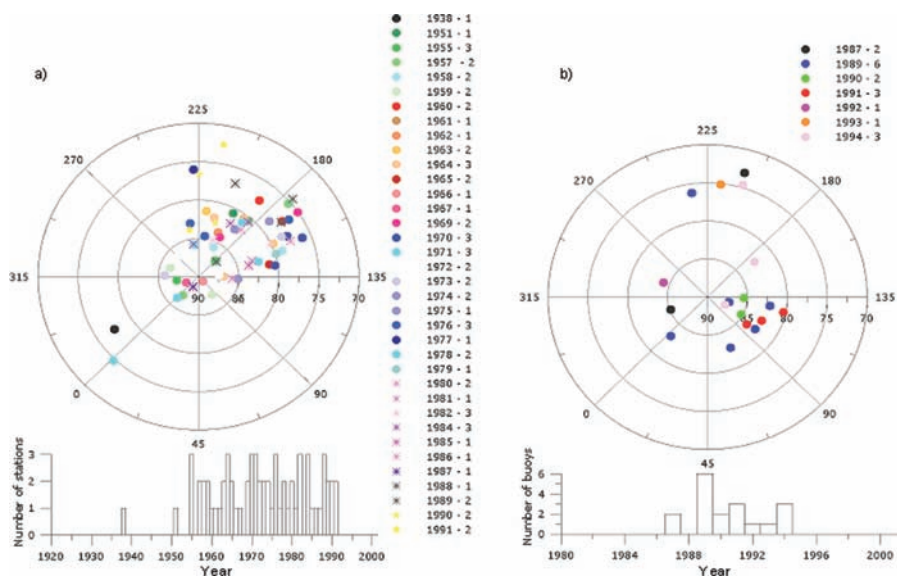 a)
225
270
180
315
90
85
80
75
70
135
0
90
45
Number of stations
3
2
1
0
1920 1930 1940 1950 1960 1970 1980 1990 2000
Year
1938 - 1
1951 - 1
1955 - 3
1957 - 2
1958 - 2
1959 - 2
1960 - 2
1961 - 1
1962 - 1
1963 - 2
1964 - 3
1965 - 2
1966 - 1
1967 - 1
1969 - 2
1970 - 3
1971 - 3
1972 - 2
1973 - 2
1974 - 2
1975 - 1
1976 - 3
1977 - 1
1978 - 2
1979 - 1
1980 - 2
1981 - 1
1982 - 3
1984 - 3
1985 - 1
1986 - 1
1987 - 1
1988 - 1
1989 - 2
1990 - 2
1991 - 2
b)
1987 - 2
1989 - 6
1990 - 2
1991 - 3
1992 - 1
1993 - 1
1994 - 3
225
270
180
315
90
85
80
75
70
135
0
90
45
Number of buoys
6
4
2
0
1980 1984 1988 1992 1996 2000
Year